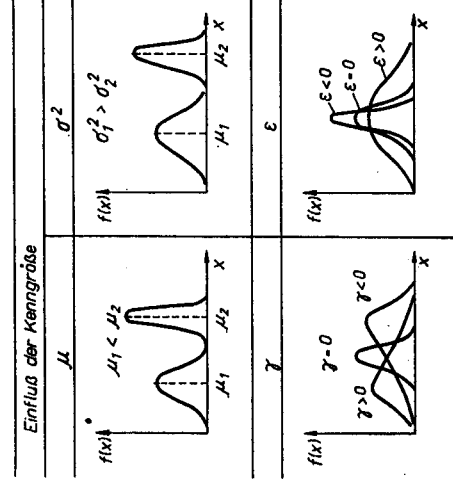 Einfluß der Kenngröße
μ
σ²
f(x)
μ₁ < μ₂
μ₁
μ₂
x
f(x)
σ₁² > σ₂²
μ₁
μ₂
x
γ
ε
f(x)
γ>0
γ=0
γ<0
x
f(x)
ε<0
ε=0
ε>0
x